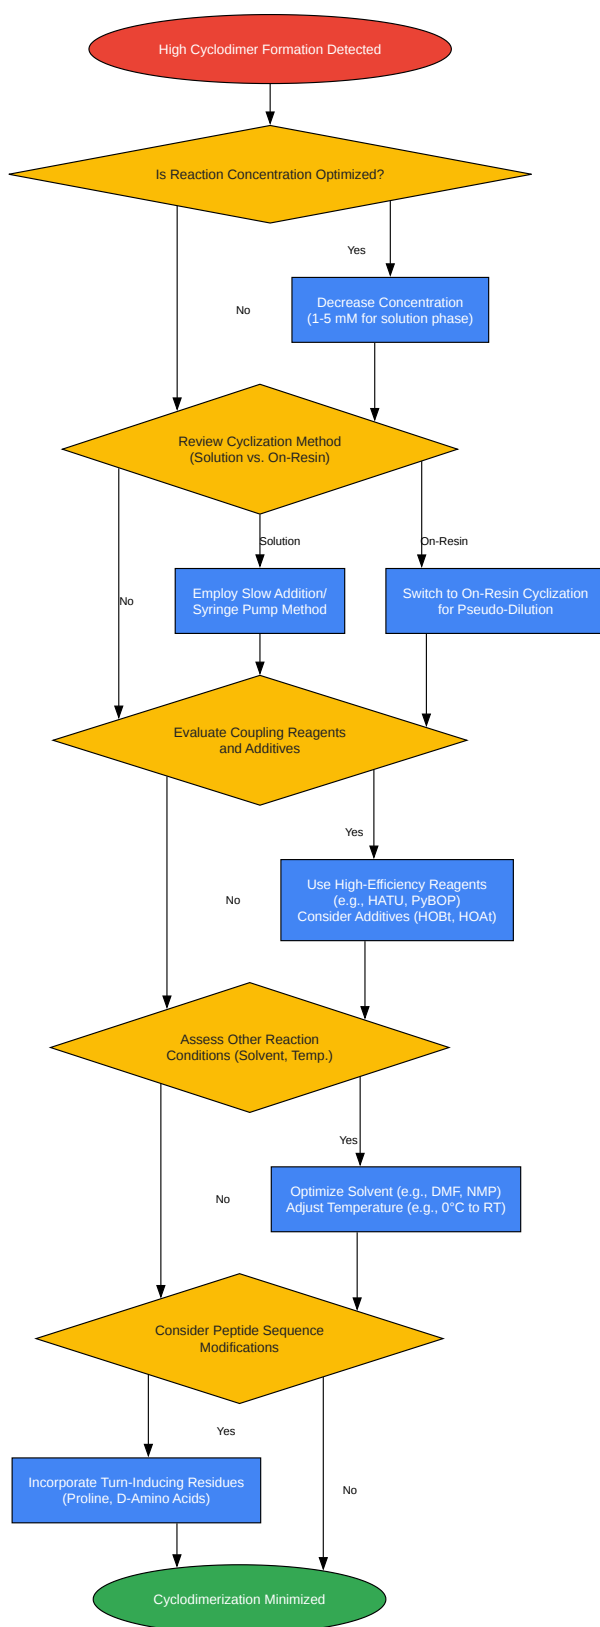 High Cyclodimer Formation Detected
Is Reaction Concentration Optimized?
Yes
Decrease Concentration
(1-5 mM for solution phase)
No
Review Cyclization Method
(Solution vs. On-Resin)
Solution
On-Resin
Employ Slow Addition/
Syringe Pump Method
Switch to On-Resin Cyclization
for Pseudo-Dilution
No
Evaluate Coupling Reagents
and Additives
Yes
Use High-Efficiency Reagents
(e.g., HATU, PyBOP)
Consider Additives (HOBt, HOAt)
No
Assess Other Reaction
Conditions (Solvent, Temp.)
Yes
Optimize Solvent (e.g., DMF, NMP)
Adjust Temperature (e.g., 0°C to RT)
No
Consider Peptide Sequence
Modifications
Yes
Incorporate Turn-Inducing Residues
(Proline, D-Amino Acids)
No
Cyclodimerization Minimized